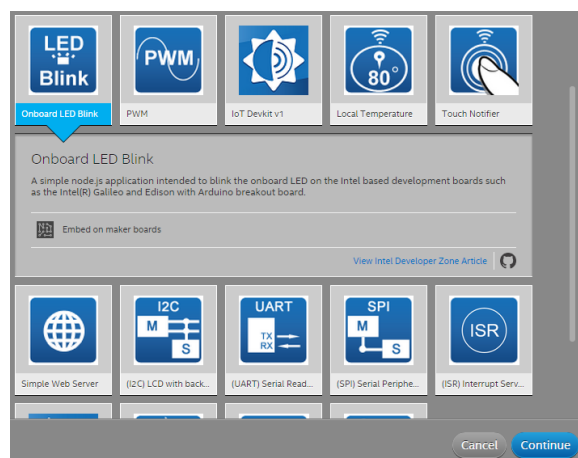 LED
Blink
PWM
80°
Onboard LED Blink
PWM
IoT Devkit v1
Local Temperature
Touch Notifier
Onboard LED Blink
A simple node.js application intended to blink the onboard LED on the Intel based development boards such
as the Intel(R) Galileo and Edison with Arduino breakout board.
Embed on maker boards
View Intel Developer Zone Article
I2C
M
S
UART
TX
RX
SPI
M
S
ISR
Simple Web Server
(I2C) LCD with back...
(UART) Serial Read...
(SPI) Serial Periphe...
(ISR) Interrupt Serv...
Cancel
Continue